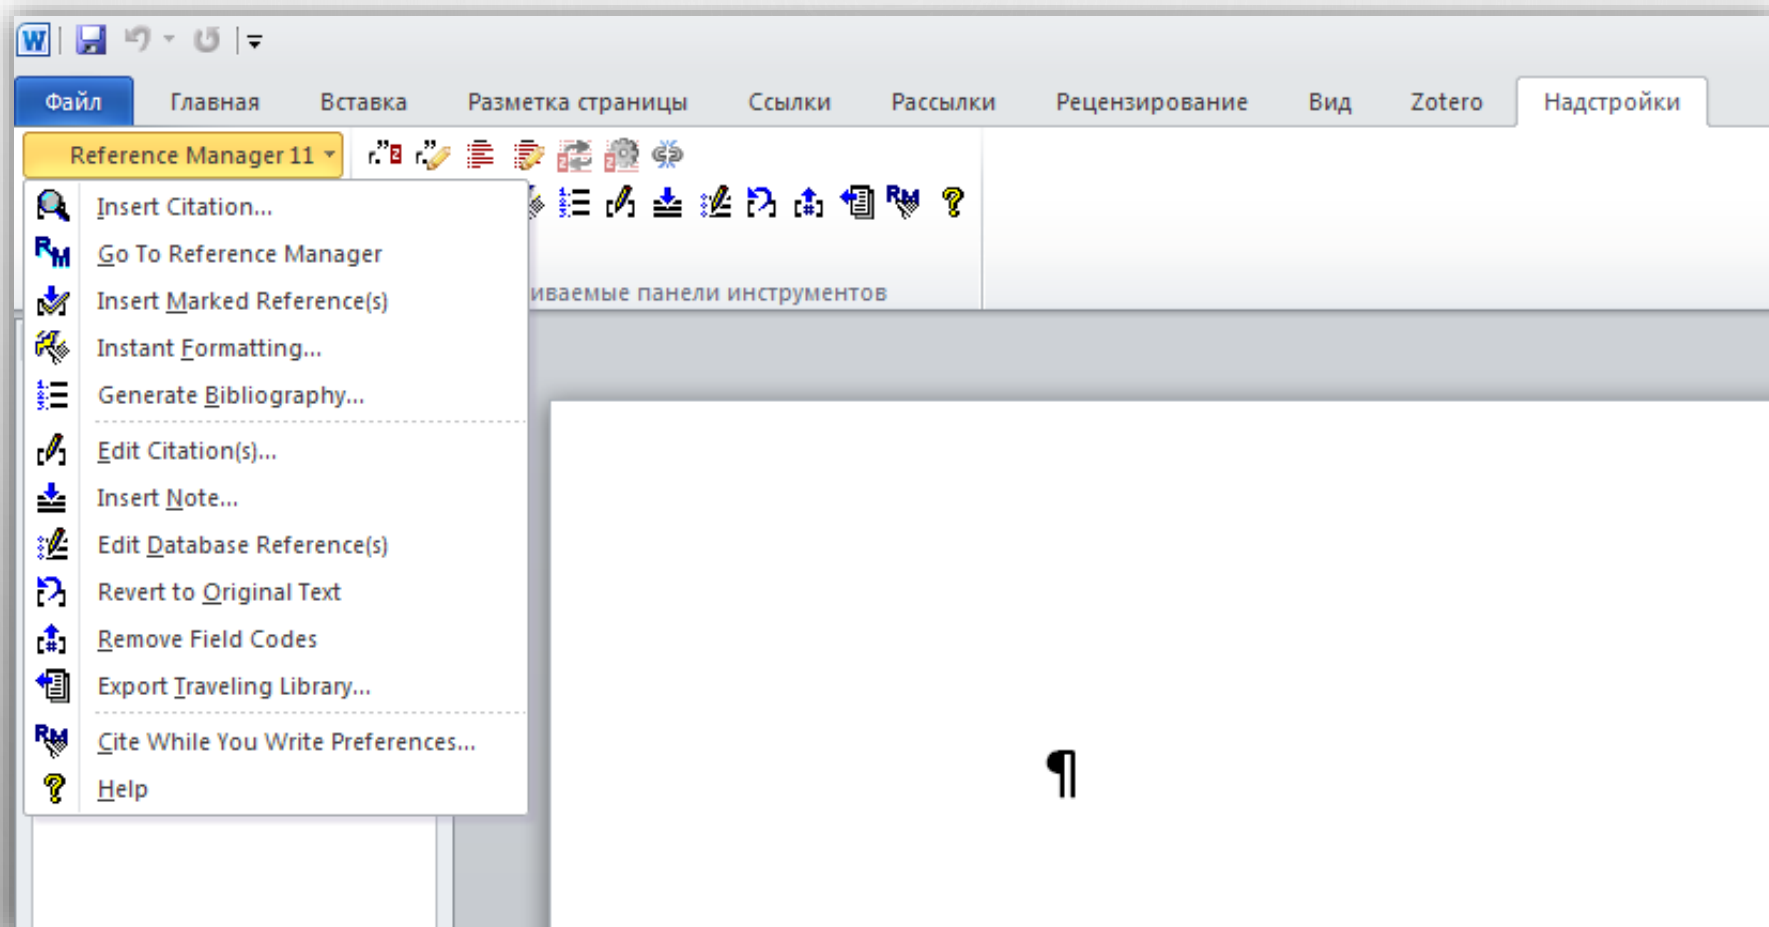 Файл Главная Вставка Разметка страницы Ссылки Рассылки Рецензирование Вид Zotero Надстройки
Reference Manager 11
Insert Citation...
Go To Reference Manager
Insert Marked Reference(s)
иваемые панели инструментов
Instant Formatting...
Generate Bibliography...
Edit Citation(s)...
Insert Note...
Edit Database Reference(s)
Revert to Original Text
Remove Field Codes
Export Traveling Library...
Cite While You Write Preferences...
Help
¶